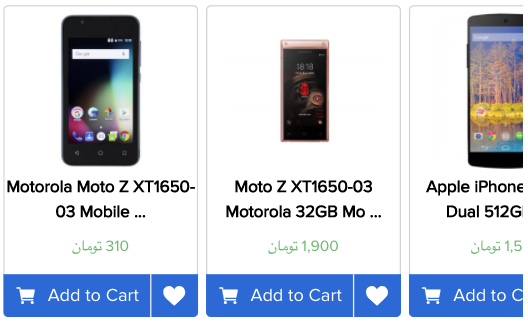 Motorola Moto Z XT1650-
03 Mobile ...
310 تومان
Add to Cart
Moto Z XT1650-03
Motorola 32GB Mo ...
1,900 تومان
Add to Cart
Apple iPhone
Dual 512Gi
1,5 تومان
Add to C